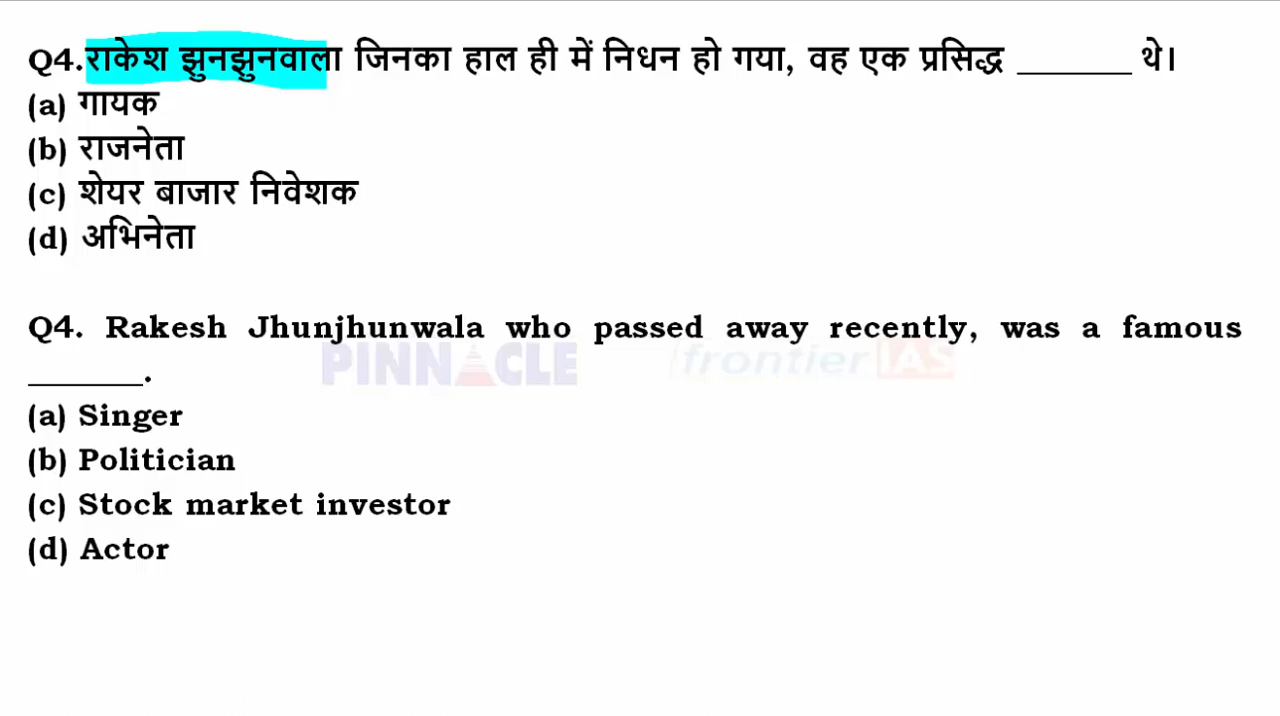 Q4.राकेश झुनझुनवाला जिनका हाल ही में निधन हो गया, वह एक प्रसिद्ध _______ थे।
(a) गायक
(b) राजनेता
(c) शेयर बाजार निवेशक
(d) अभिनेता
Q4. Rakesh Jhunjhunwala who passed away recently, was a famous
_______.
PINNACLE frontier IAS
(a) Singer
(b) Politician
(c) Stock market investor
(d) Actor